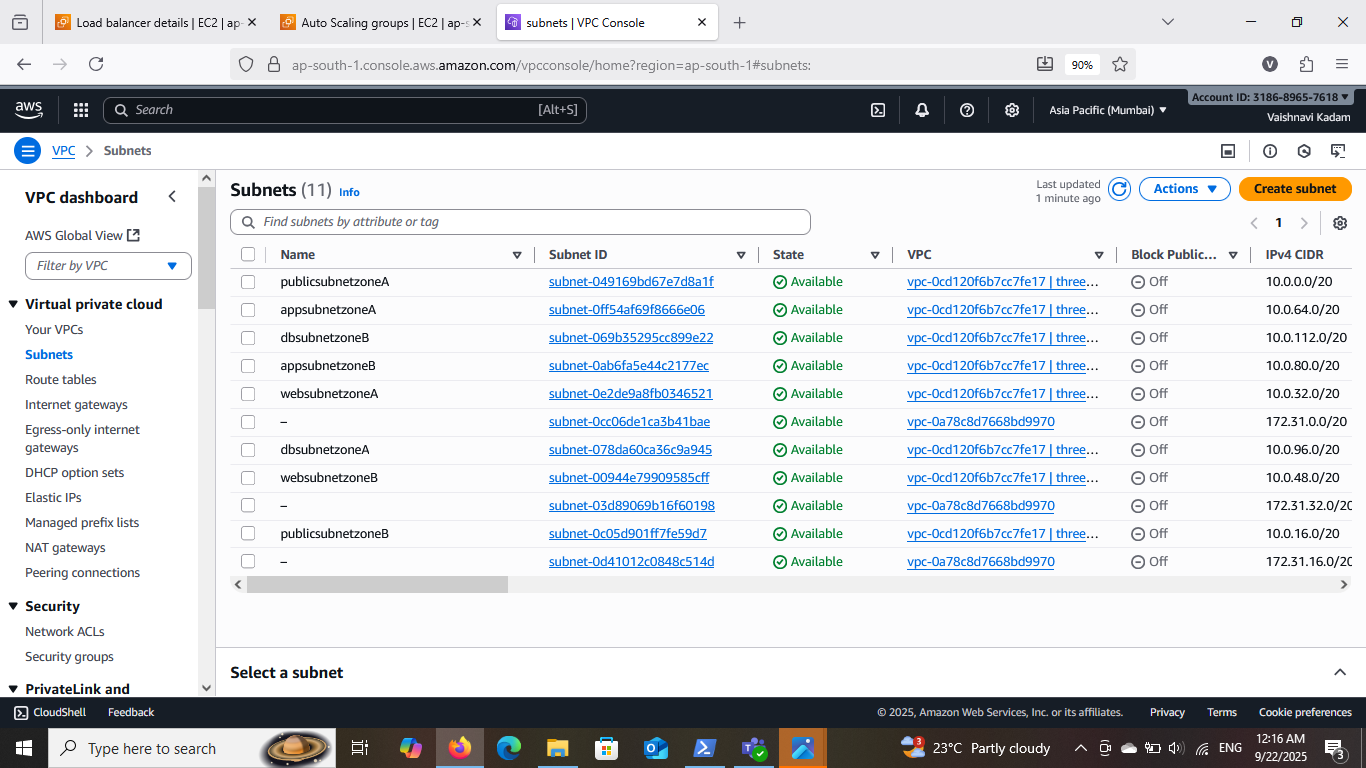 Load balancer details | EC2 | ap-
Auto Scaling groups | EC2 | ap-s
subnets | VPC Console
ap-south-1.console.aws.amazon.com/vpcconsole/home?region=ap-south-1#subnets:
90%
V
aws
Search
[Alt+S]
Asia Pacific (Mumbai)
Account ID: 3186-8965-7618
Vaishnavi Kadam
VPC
Subnets
VPC dashboard
AWS Global View
Filter by VPC
Virtual private cloud
Your VPCs
Subnets
Route tables
Internet gateways
Egress-only internet
gateways
DHCP option sets
Elastic IPs
Managed prefix lists
NAT gateways
Peering connections
Security
Network ACLs
Security groups
PrivateLink and
Subnets (11) Info
Last updated
1 minute ago
Actions
Create subnet
Find subnets by attribute or tag
1
Name Subnet ID State VPC Block Public... IPv4 CIDR
publicsubnetzoneA subnet-049169bd67e7d8a1f Available vpc-0cd120f6b7cc7fe17 | three... Off 10.0.0.0/20
appsubnetzoneA subnet-0ff54af69f8666e06 Available vpc-0cd120f6b7cc7fe17 | three... Off 10.0.64.0/20
dbsubnetzoneB subnet-069b35295cc899e22 Available vpc-0cd120f6b7cc7fe17 | three... Off 10.0.112.0/20
appsubnetzoneB subnet-0ab6fa5e44c2177ec Available vpc-0cd120f6b7cc7fe17 | three... Off 10.0.80.0/20
websubnetzoneA subnet-0e2de9a8fb0346521 Available vpc-0cd120f6b7cc7fe17 | three... Off 10.0.32.0/20
– subnet-0cc06de1ca3b41bae Available vpc-0a78c8d7668bd9970 Off 172.31.0.0/20
dbsubnetzoneA subnet-078da60ca36c9a945 Available vpc-0cd120f6b7cc7fe17 | three... Off 10.0.96.0/20
websubnetzoneB subnet-00944e79909585cff Available vpc-0cd120f6b7cc7fe17 | three... Off 10.0.48.0/20
– subnet-03d89069b16f60198 Available vpc-0a78c8d7668bd9970 Off 172.31.32.0/20
publicsubnetzoneB subnet-0c05d901ff7fe59d7 Available vpc-0cd120f6b7cc7fe17 | three... Off 10.0.16.0/20
– subnet-0d41012c0848c514d Available vpc-0a78c8d7668bd9970 Off 172.31.16.0/20
Select a subnet
CloudShell Feedback © 2025, Amazon Web Services, Inc. or its affiliates. Privacy Terms Cookie preferences
Type here to search
23°C Partly cloudy
ENG
12:16 AM
9/22/2025
3
3